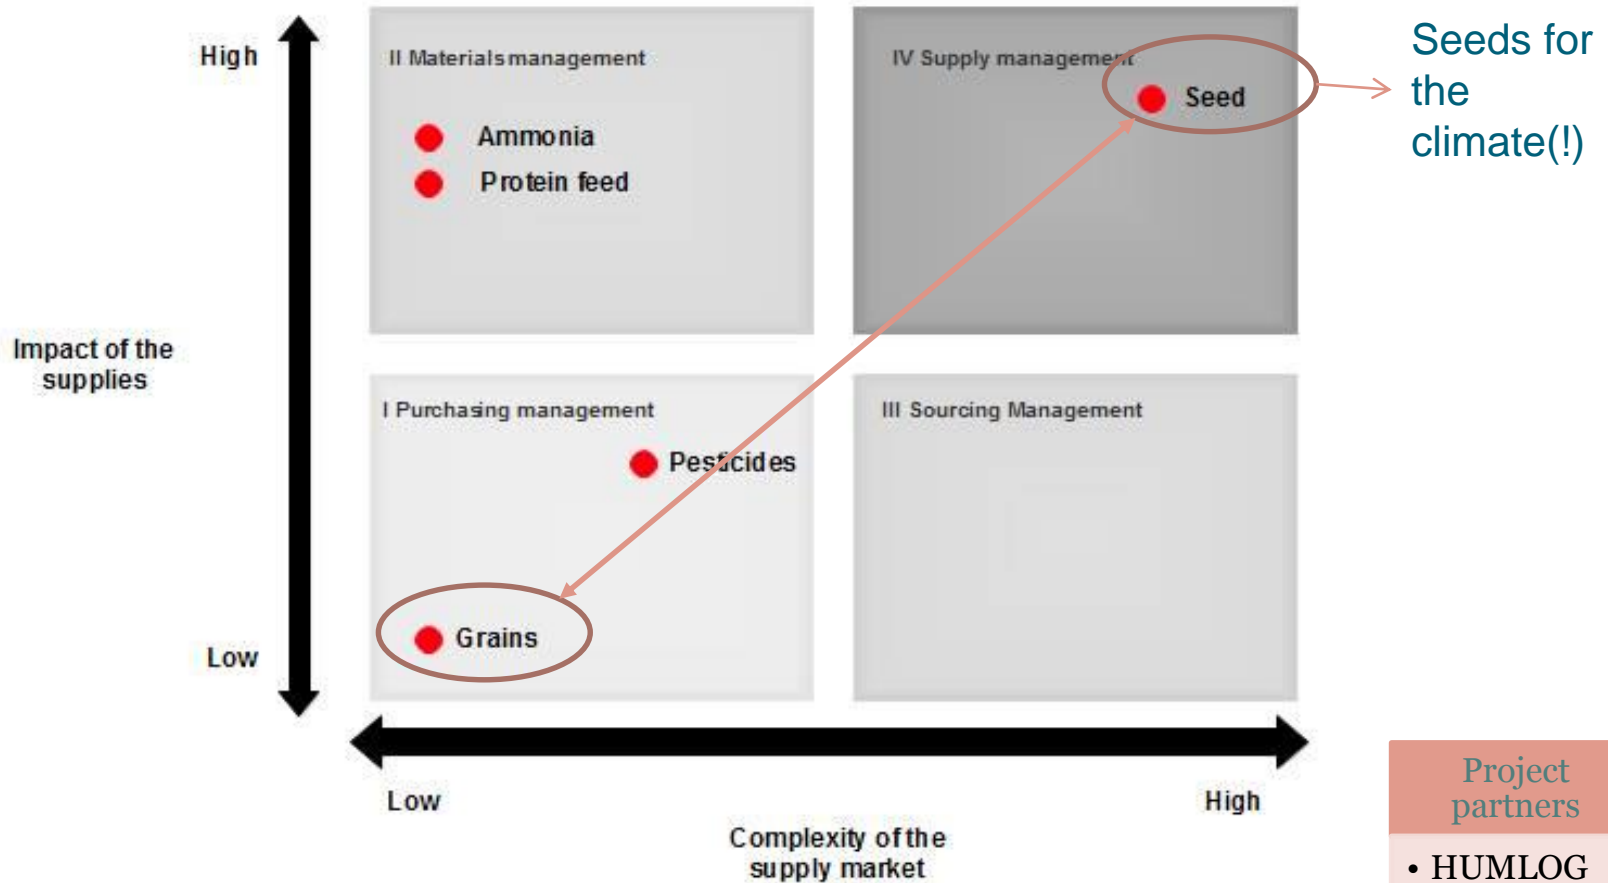 High
II Materials management
IV Supply management
Seed
Seeds for
the
climate(!)
Ammonia
Protein feed
Impact of the
supplies
I Purchasing management
III Sourcing Management
Pesticides
Grains
Low
Low
High
Complexity of the
supply market
Project
partners
• HUMLOG